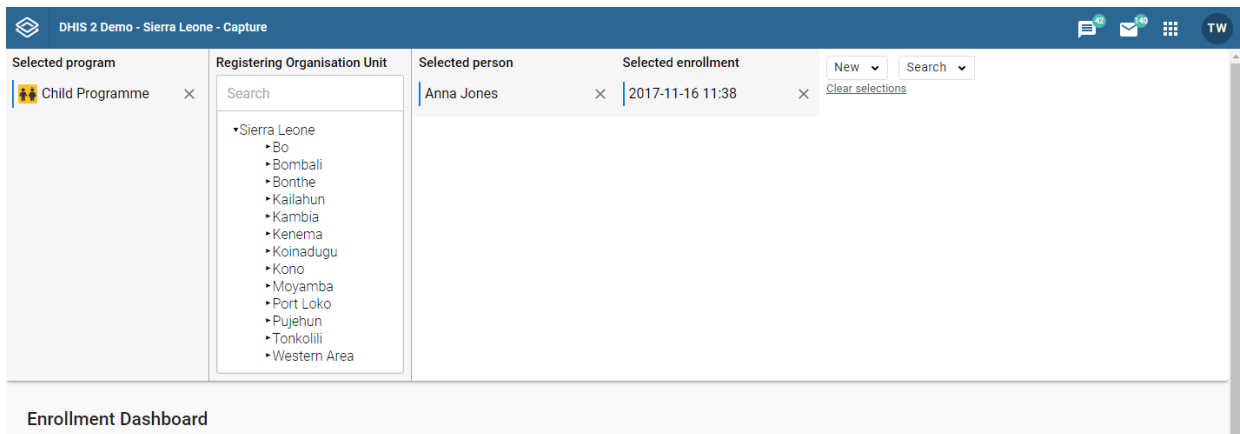 DHIS 2 Demo - Sierra Leone - Capture
42
140
TW
Selected program
Child Programme
Registering Organisation Unit
Search
Sierra Leone
Bo
Bombali
Bonthe
Kailahun
Kambia
Kenema
Koinadugu
Kono
Moyamba
Port Loko
Pujehun
Tonkolili
Western Area
Selected person
Anna Jones
Selected enrollment
2017-11-16 11:38
New
Search
Clear selections
Enrollment Dashboard